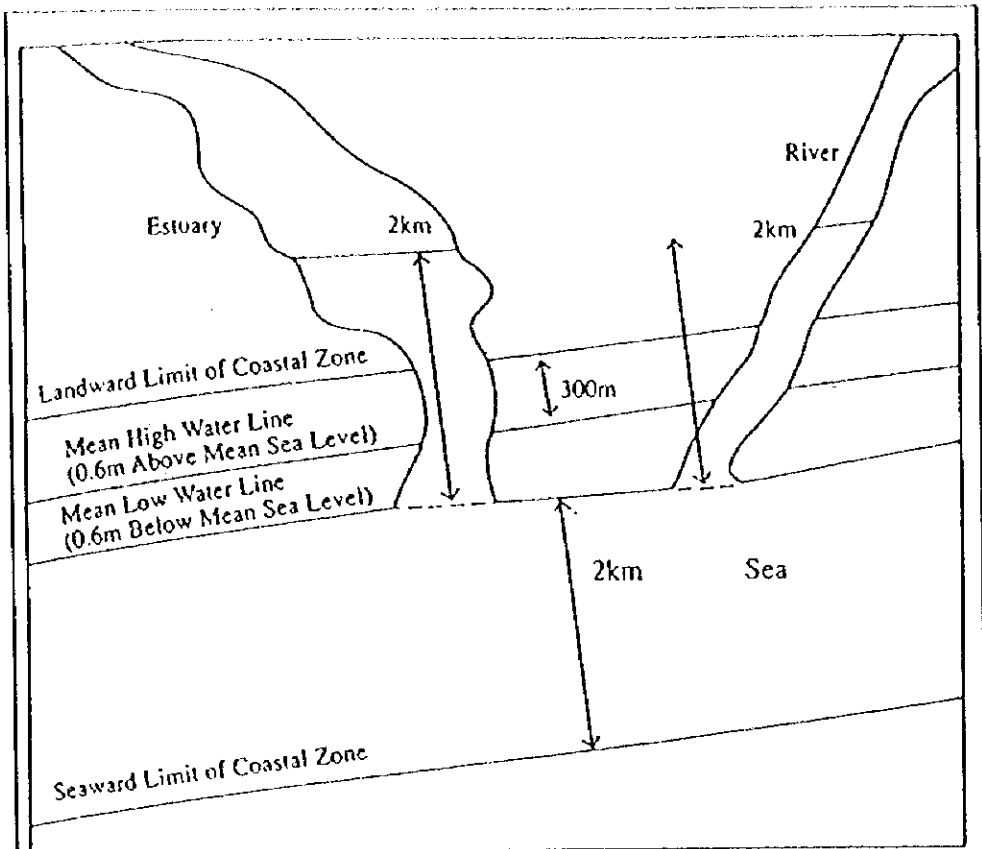 River
Estuary
2km
2km
Landward Limit of Coastal Zone
300m
Mean High Water Line
(0.6m Above Mean Sea Level)
Mean Low Water Line
(0.6m Below Mean Sea Level)
2km
Sea
Seaward Limit of Coastal Zone